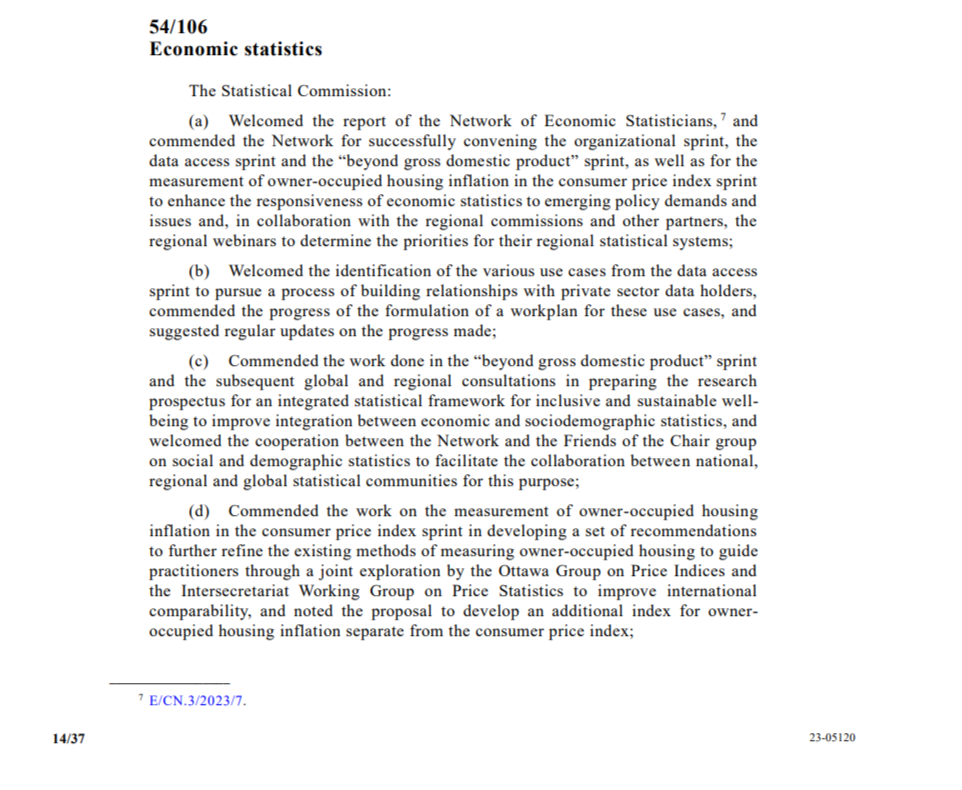 54/106
Economic statistics
The Statistical Commission:
(a) Welcomed the report of the Network of Economic Statisticians, 7 and
commended the Network for successfully convening the organizational sprint, the
data access sprint and the “beyond gross domestic product” sprint, as well as for the
measurement of owner-occupied housing inflation in the consumer price index sprint
to enhance the responsiveness of economic statistics to emerging policy demands and
issues and, in collaboration with the regional commissions and other partners, the
regional webinars to determine the priorities for their regional statistical systems;
(b) Welcomed the identification of the various use cases from the data access
sprint to pursue a process of building relationships with private sector data holders,
commended the progress of the formulation of a workplan for these use cases, and
suggested regular updates on the progress made;
(c) Commended the work done in the “beyond gross domestic product” sprint
and the subsequent global and regional consultations in preparing the research
prospectus for an integrated statistical framework for inclusive and sustainable well-
being to improve integration between economic and sociodemographic statistics, and
welcomed the cooperation between the Network and the Friends of the Chair group
on social and demographic statistics to facilitate the collaboration between national,
regional and global statistical communities for this purpose;
(d) Commended the work on the measurement of owner-occupied housing
inflation in the consumer price index sprint in developing a set of recommendations
to further refine the existing methods of measuring owner-occupied housing to guide
practitioners through a joint exploration by the Ottawa Group on Price Indices and
the Intersecretariat Working Group on Price Statistics to improve international
comparability, and noted the proposal to develop an additional index for owner-
occupied housing inflation separate from the consumer price index;
7 E/CN.3/2023/7.
14/37
23-05120